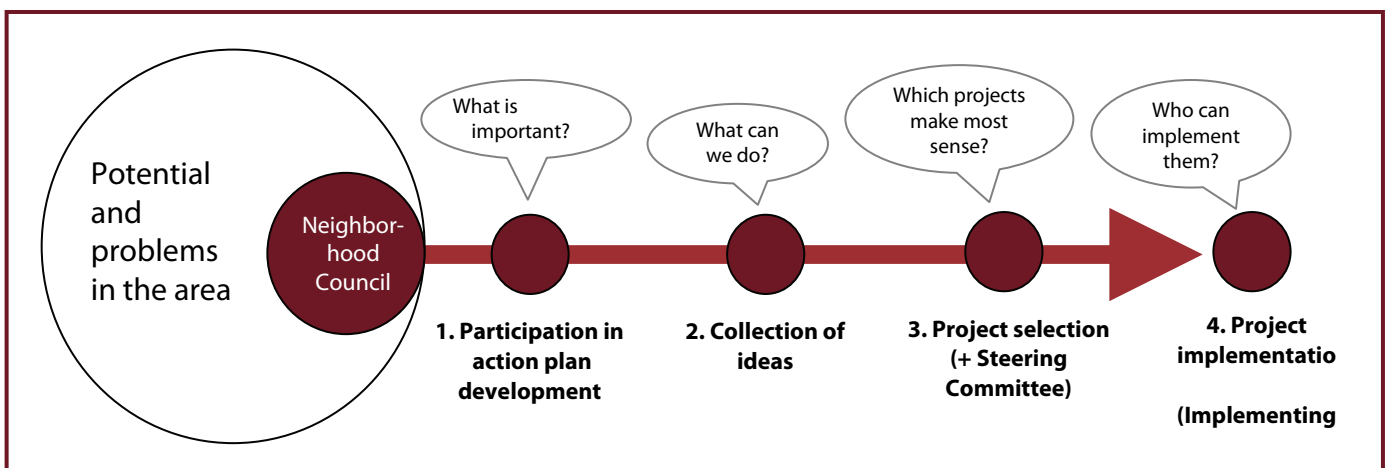 Potential
and
problems
in the area
Neighbor-
hood
Council
What is
important?
What can
we do?
Which projects
make most
sense?
Who can
implement
them?
1. Participation in
action plan
development
2. Collection of
ideas
3. Project selection
(+ Steering
Committee)
4. Project
implementatio
(Implementing